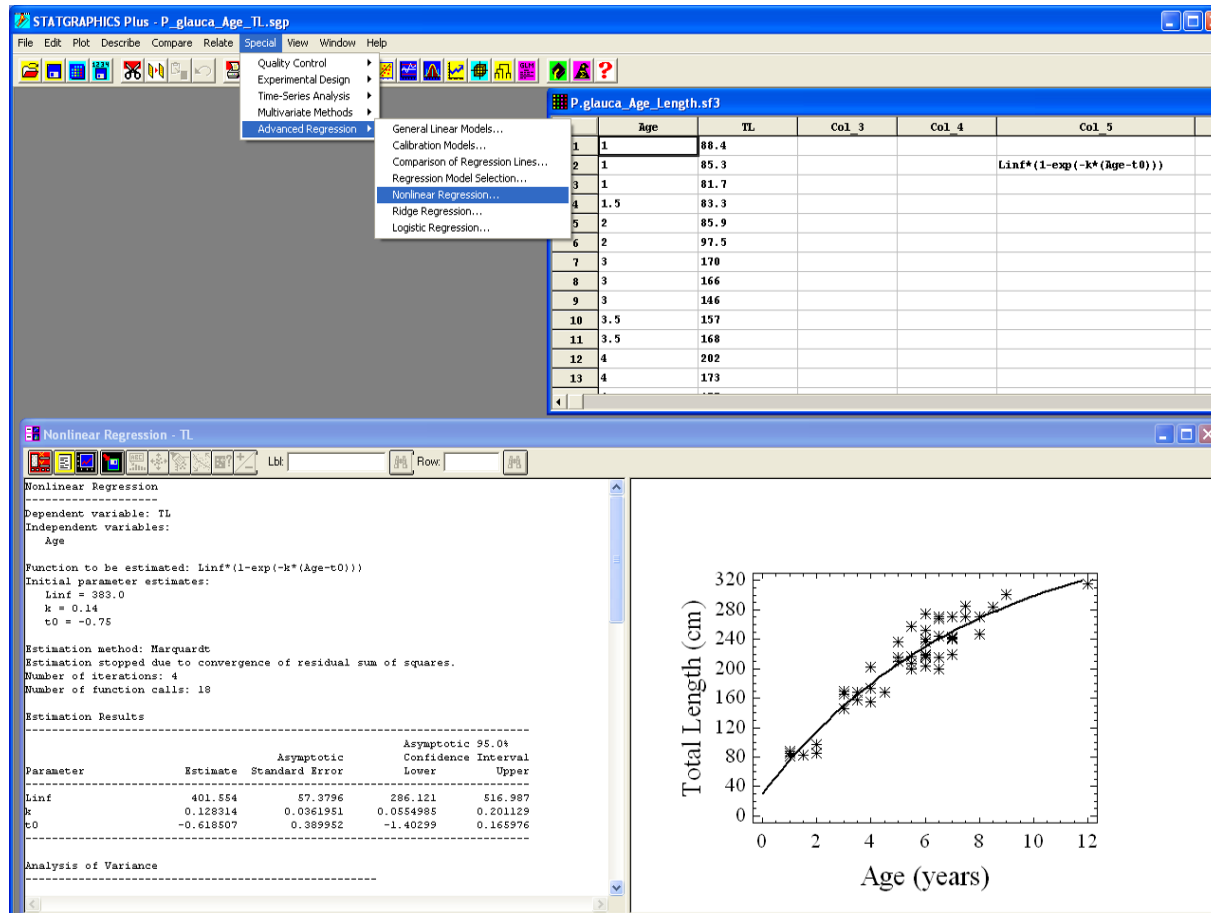 STATGRAPHICS Plus - P_glauca_Age_TL.sgp
File Edit Plot Describe Compare Relate Special View Window Help
Quality Control
Experimental Design
Time-Series Analysis
Multivariate Methods
Advanced Regression
General Linear Models...
Calibration Models...
Comparison of Regression Lines...
Regression Model Selection...
Nonlinear Regression...
Ridge Regression...
Logistic Regression...
P.glauca_Age_Length.sf3
Age TL Col_3 Col_4 Col_5
1 1 88.4
2 1 85.3 Linf*(1-exp(-k*(Age-t0)))
3 1 81.7
4 1.5 83.3
5 2 85.9
6 2 97.5
7 3 170
8 3 166
9 3 146
10 3.5 157
11 3.5 168
12 4 202
13 4 173
Nonlinear Regression - TL
Lbl: Row:
Nonlinear Regression
--------------------
Dependent variable: TL
Independent variables:
Age
Function to be estimated: Linf*(1-exp(-k*(Age-t0)))
Initial parameter estimates:
Linf = 383.0
k = 0.14
t0 = -0.75
Estimation method: Marquardt
Estimation stopped due to convergence of residual sum of squares.
Number of iterations: 4
Number of function calls: 18
Estimation Results
Asymptotic 95.0%
Asymptotic Confidence Interval
Parameter Estimate Standard Error Lower Upper
Linf 401.554 57.3796 286.121 516.987
k 0.128314 0.0361951 0.0554985 0.201129
t0 -0.618507 0.389952 -1.40299 0.165976
Analysis of Variance
Total Length (cm)
320
280
240
200
160
120
80
40
0
0 2 4 6 8 10 12
Age (years)